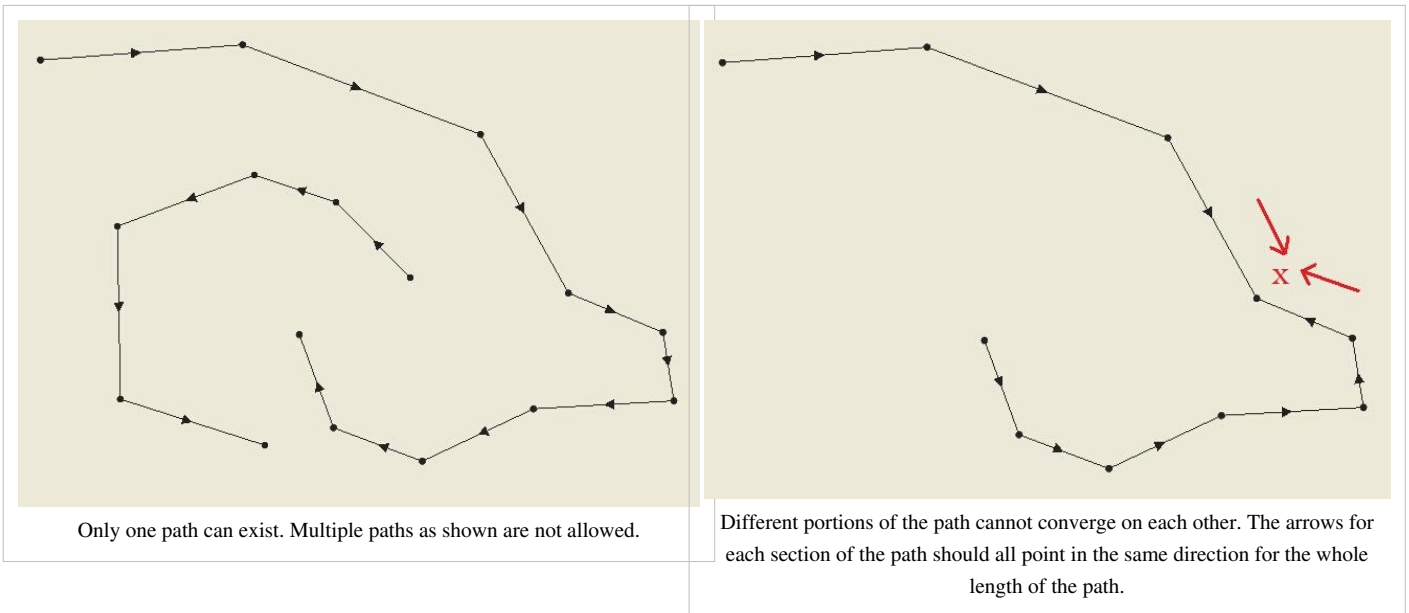 x
Only one path can exist. Multiple paths as shown are not allowed.
Different portions of the path cannot converge on each other. The arrows for
each section of the path should all point in the same direction for the whole
length of the path.